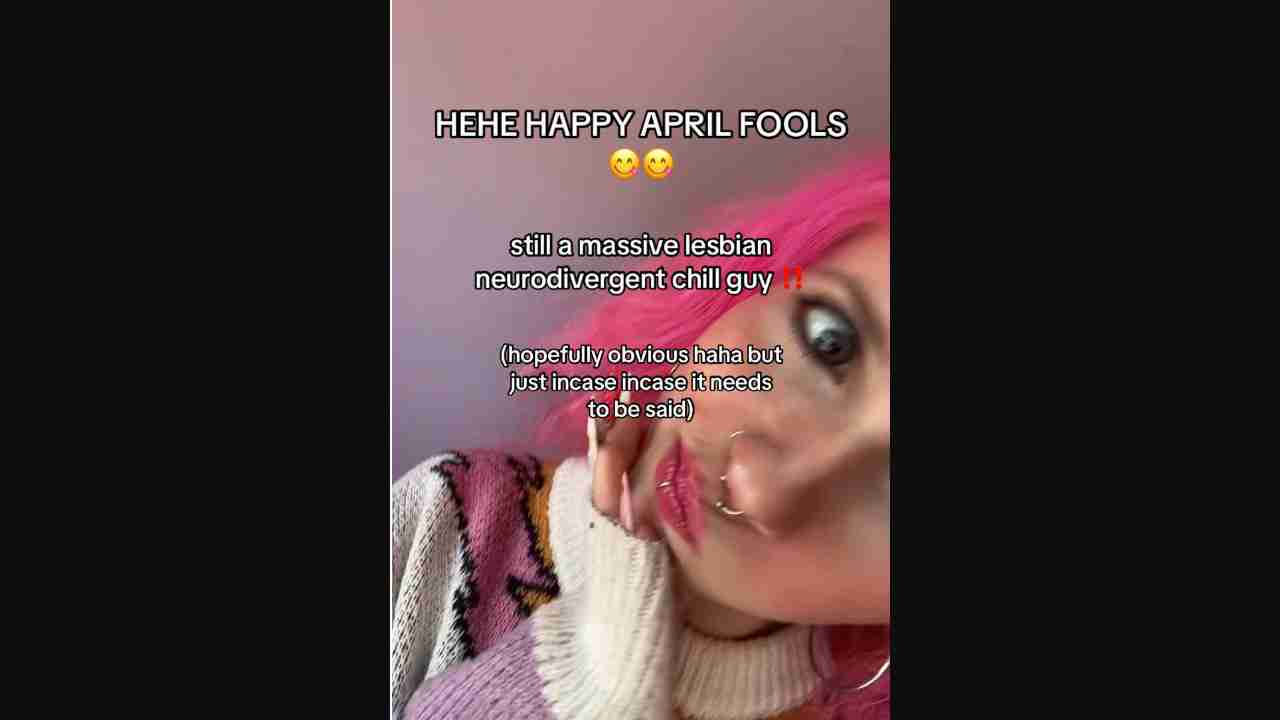 HEHE HAPPY APRIL FOOLS
😋😋
still a massive lesbian
neurodivergent chill guy ‼️
(hopefully obvious haha but
just incase incase it needs
to be said)